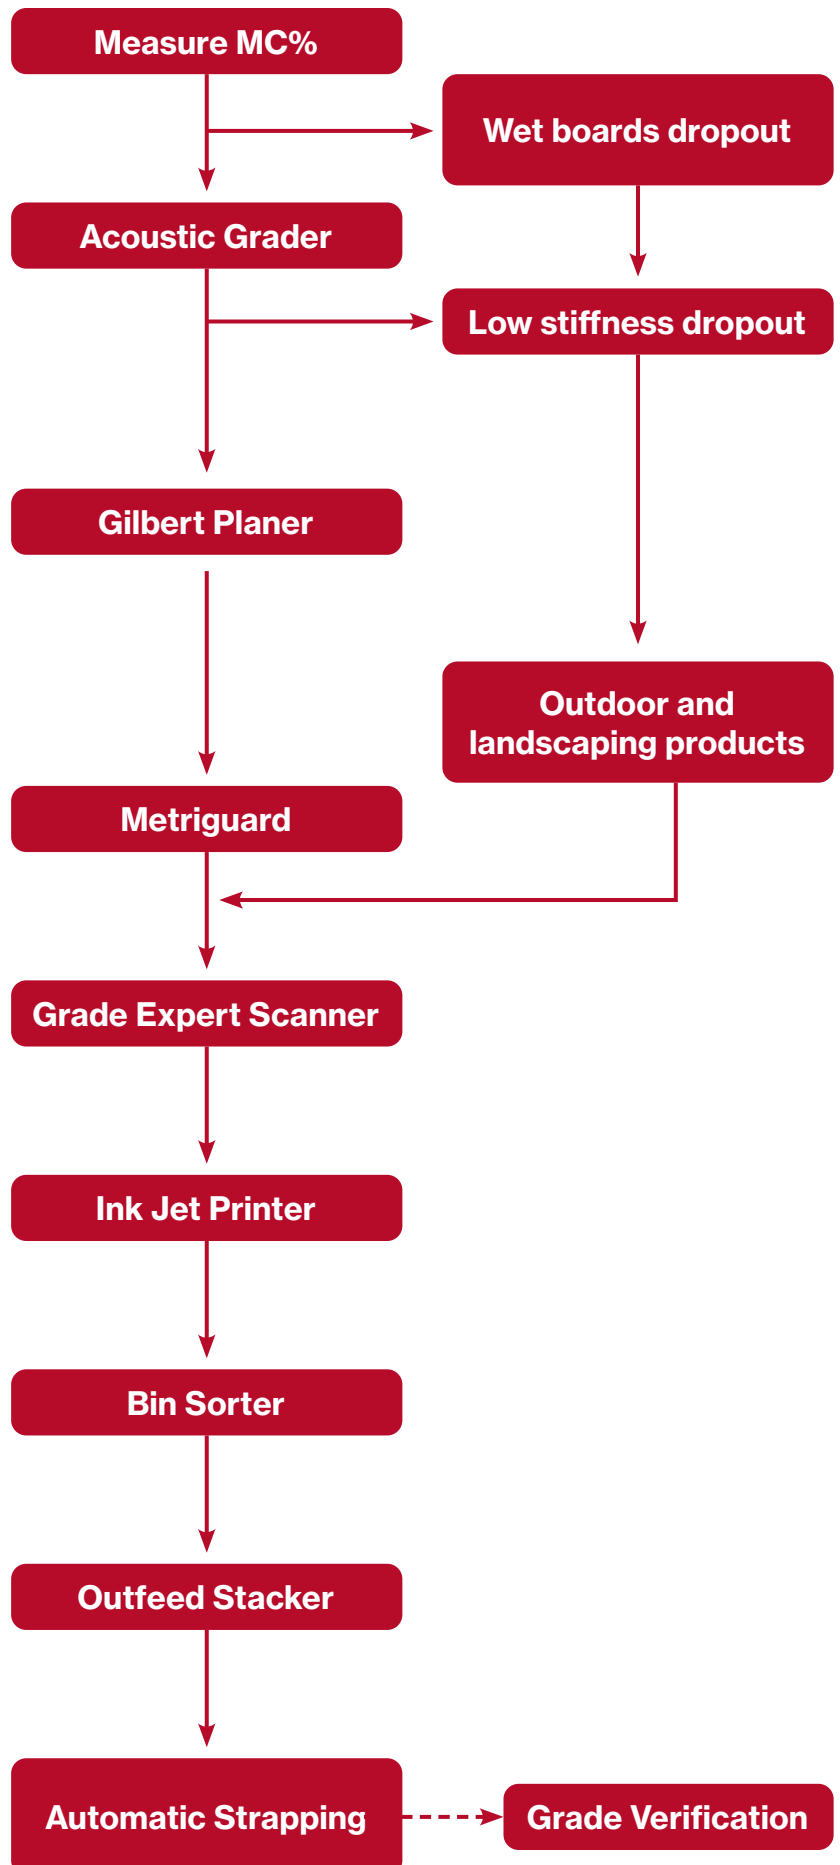 Measure MC%
Wet boards dropout
Acoustic Grader
Low stiffness dropout
Gilbert Planer
Outdoor and
landscaping products
Metriguard
Grade Expert Scanner
Ink Jet Printer
Bin Sorter
Outfeed Stacker
Automatic Strapping
Grade Verification